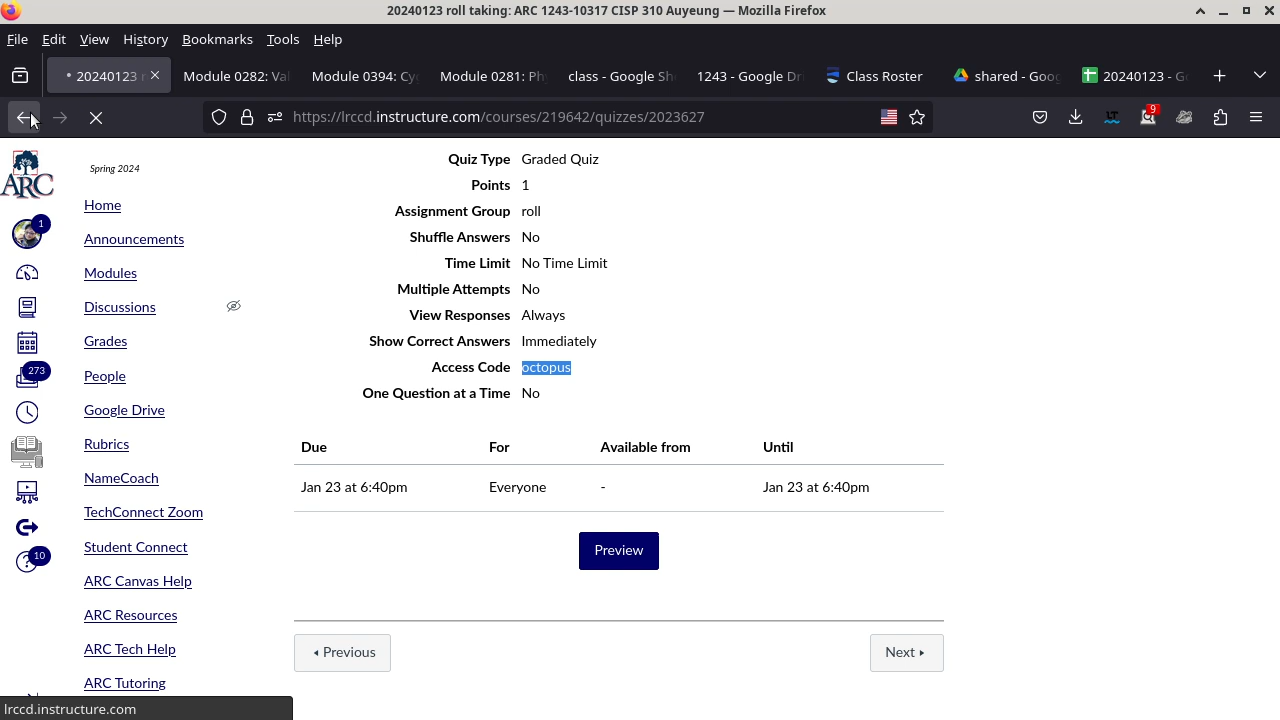 20240123 roll taking: ARC 1243-10317 CISP 310 Auyeung — Mozilla Firefox
File Edit View History Bookmarks Tools Help
20240123 r
Module 0282: Val
Module 0394: Cy
Module 0281: Ph
class - Google Sh
1243 - Google Dr
Class Roster
shared - Goo
20240123 - G
https://lrccd.instructure.com/courses/219642/quizzes/2023627
9
ARC
Spring 2024
1
273
10
Home
Announcements
Modules
Discussions
Grades
People
Google Drive
Rubrics
NameCoach
TechConnect Zoom
Student Connect
ARC Canvas Help
ARC Resources
ARC Tech Help
ARC Tutoring
Quiz Type Graded Quiz
Points 1
Assignment Group roll
Shuffle Answers No
Time Limit No Time Limit
Multiple Attempts No
View Responses Always
Show Correct Answers Immediately
Access Code octopus
One Question at a Time No
Due For Available from Until
Jan 23 at 6:40pm Everyone - Jan 23 at 6:40pm
Preview
Previous
Next
lrccd.instructure.com